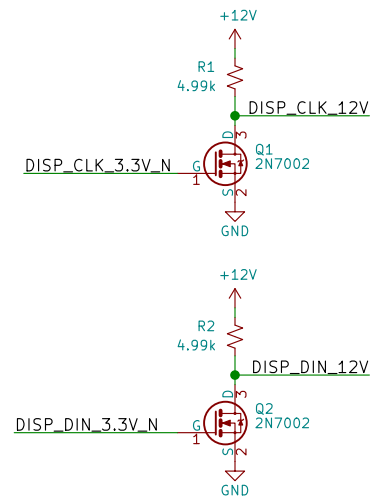 +12V
R1
4.99k
DISP_CLK_12V
D
3
Q1
2N7002
DISP_CLK_3.3V_N
G
1
S
2
GND
+12V
R2
4.99k
DISP_DIN_12V
D
3
Q2
2N7002
DISP_DIN_3.3V_N
G
1
S
2
GND